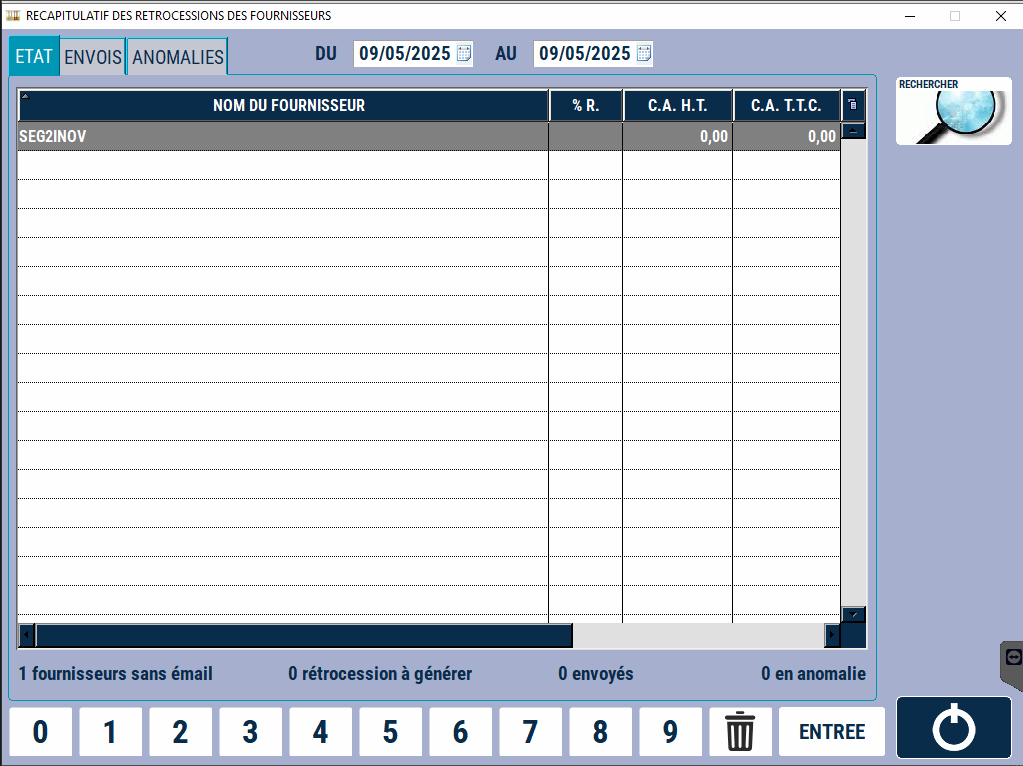 RECAPITULATIF DES RETROCESSIONS DES FOURNISSEURS
ETAT ENVOIS ANOMALIES DU 09/05/2025 AU 09/05/2025
RECHERCHER
NOM DU FOURNISSEUR % R. C.A. H.T. C.A. T.T.C.
SEG2INOV 0,00 0,00
1 fournisseurs sans émail 0 rétrocession à générer 0 envoyés 0 en anomalie
0 1 2 3 4 5 6 7 8 9 ENTREE